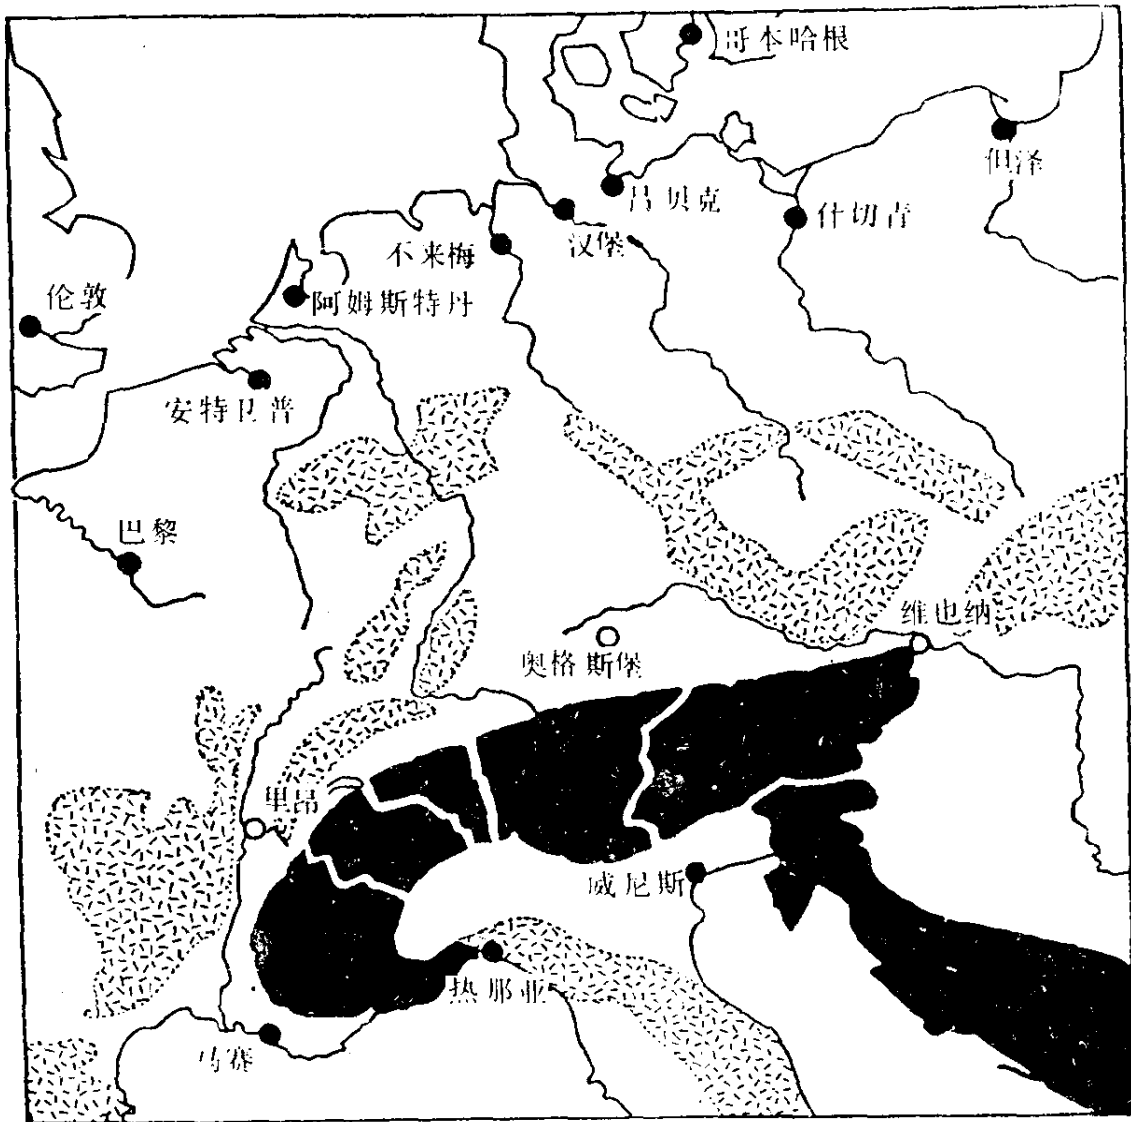 哥本哈根
但泽
吕贝克
什切青
汉堡
不来梅
伦敦
阿姆斯特丹
安特卫普
巴黎
维也纳
奥格斯堡
里昂
威尼斯
热那亚
马赛